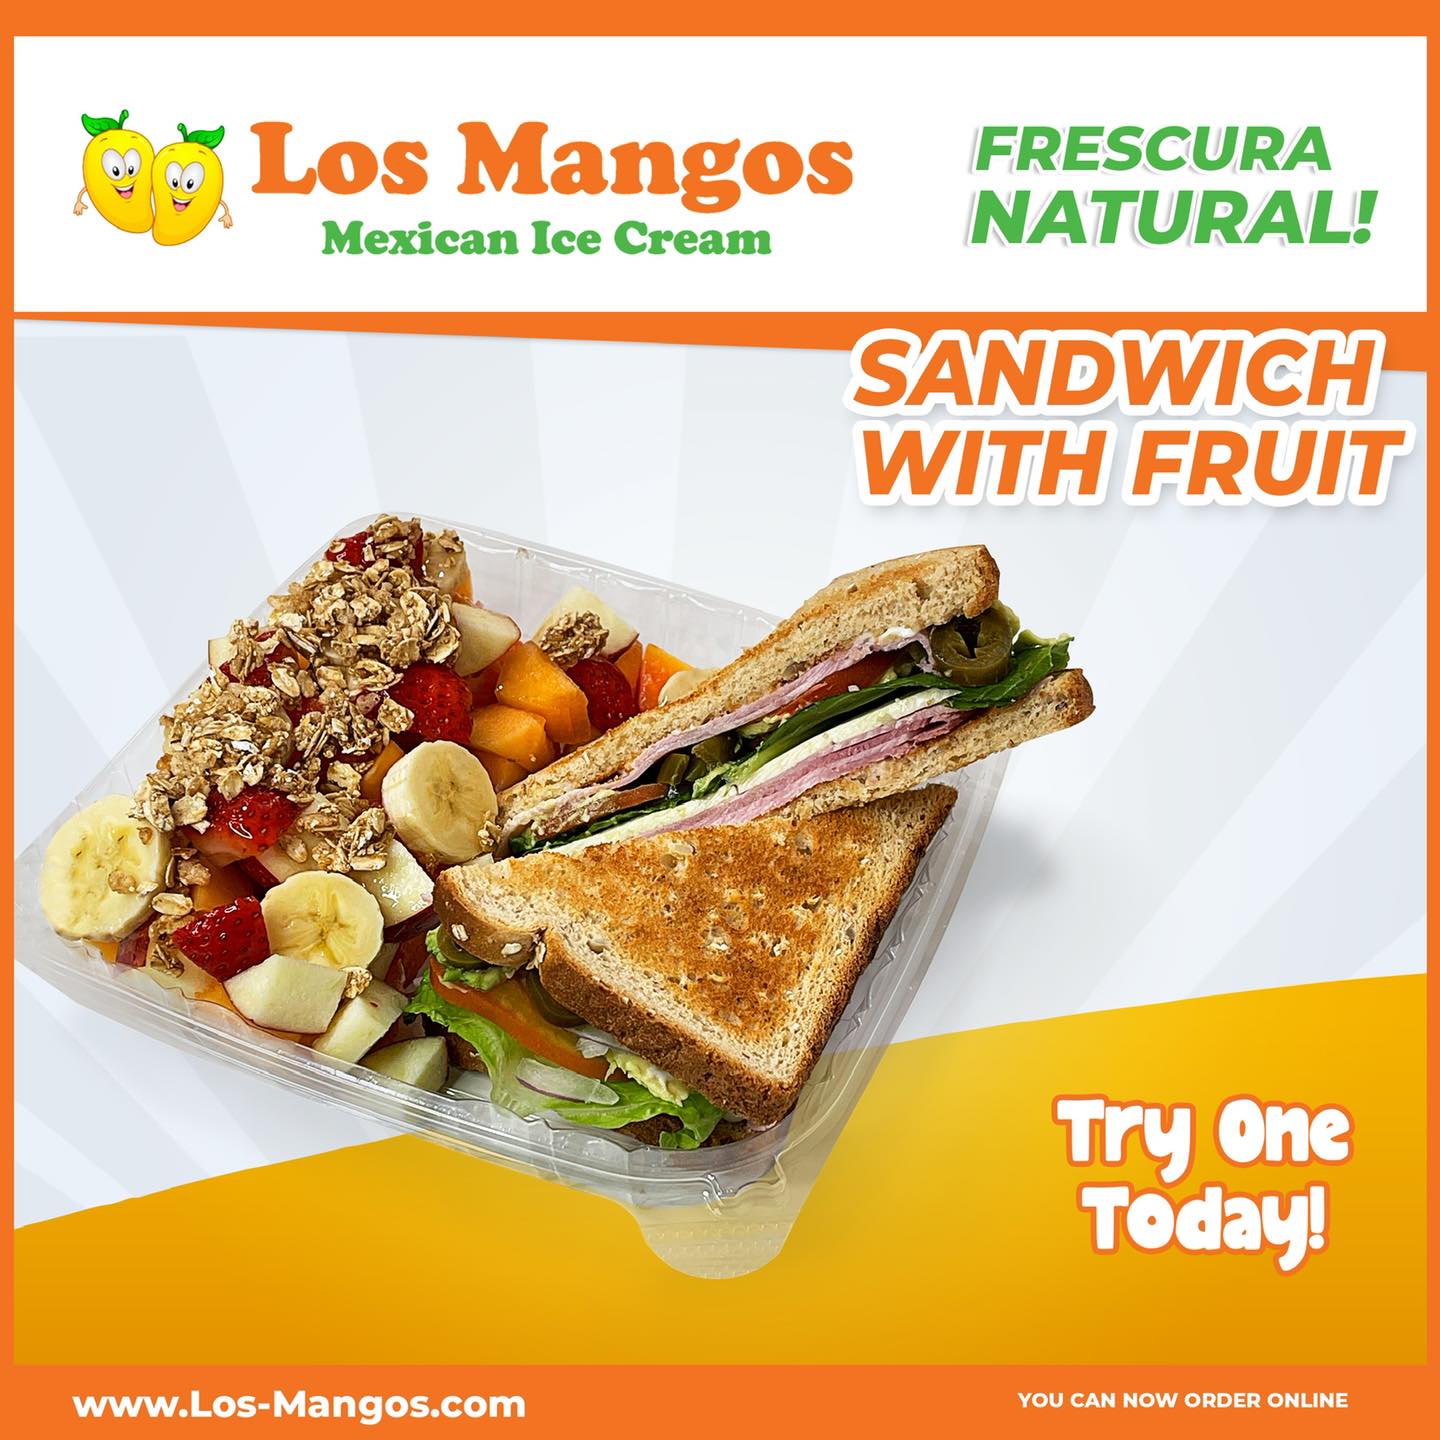 Los Mangos
Mexican Ice Cream
FRESCURA
NATURAL!
SANDWICH
WITH FRUIT
Try One
Today!
www.Los-Mangos.com
YOU CAN NOW ORDER ONLINE